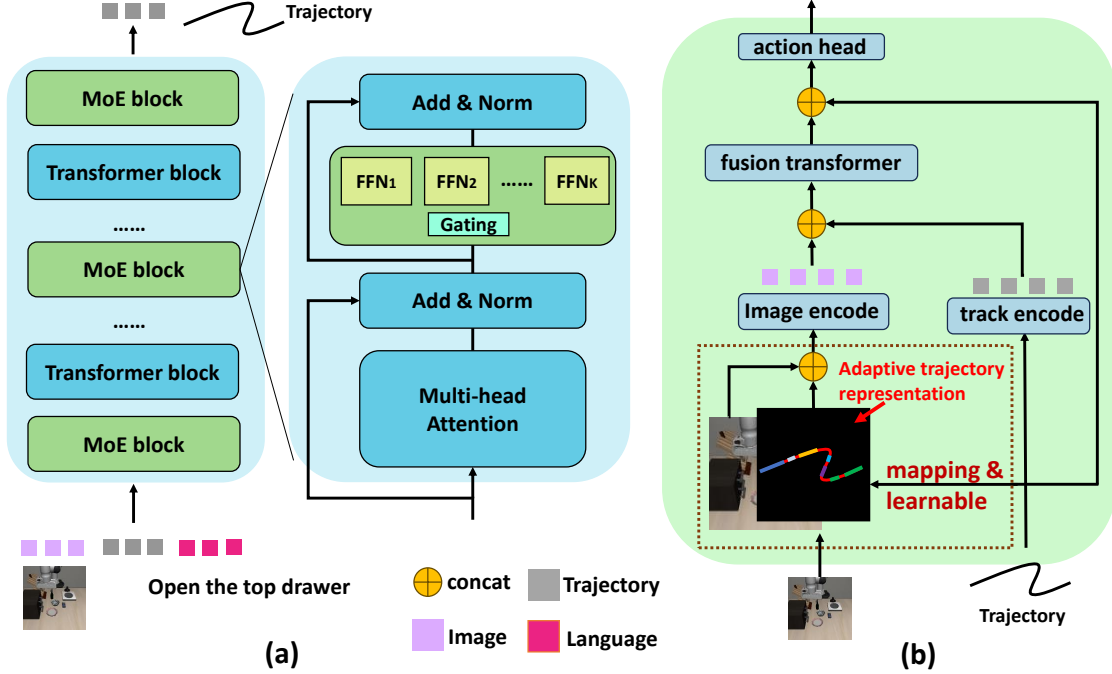 Trajectory
MoE block
Transformer block
......
MoE block
......
Transformer block
MoE block
Open the top drawer
(a)
Add & Norm
FFN1
FFN2
......
FFNK
Gating
Add & Norm
Multi-head
Attention
concat
Trajectory
Image
Language
action head
fusion transformer
Image encode
track encode
Adaptive trajectory
representation
mapping &
learnable
Trajectory
(b)